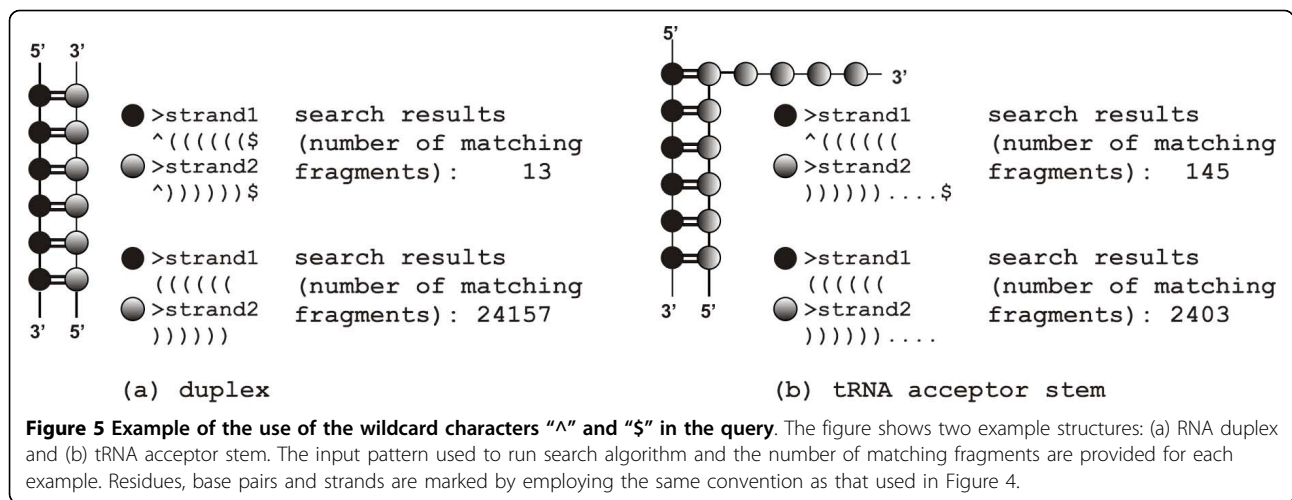 5’ 3’
>strand1
^(((((($
>strand2
^))))))$
search results
(number of matching
fragments): 13
>strand1
((((((
>strand2
))))))
search results
(number of matching
fragments): 24157
3’ 5’
(a) duplex
5’
3’
>strand1
^((((((
>strand2
))))))....$
search results
(number of matching
fragments): 145
>strand1
((((((
>strand2
))))))....
search results
(number of matching
fragments): 2403
3’ 5’
(b) tRNA acceptor stem
Figure 5 Example of the use of the wildcard characters “^” and “$” in the query. The figure shows two example structures: (a) RNA duplex
and (b) tRNA acceptor stem. The input pattern used to run search algorithm and the number of matching fragments are provided for each
example. Residues, base pairs and strands are marked by employing the same convention as that used in Figure 4.